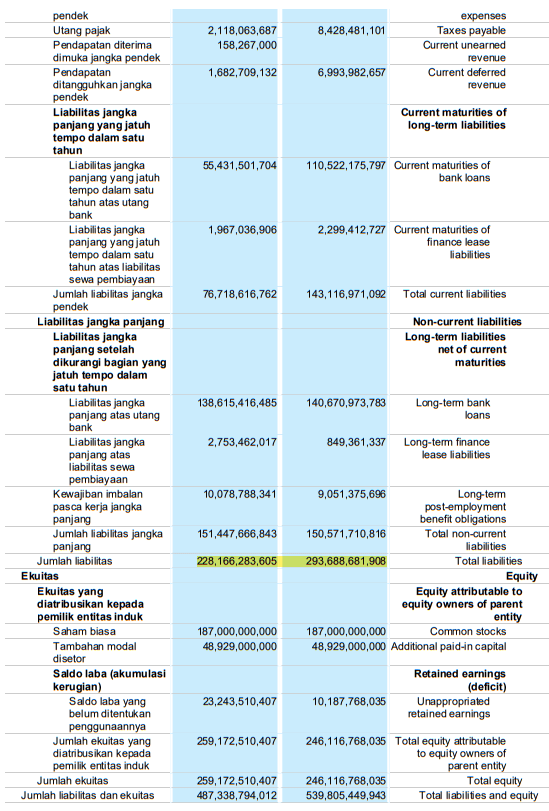 pendek expenses
Utang pajak 2,118,063,687 8,428,481,101 Taxes payable
Pendapatan diterima 158,267,000 Current unearned
dimuka jangka pendek revenue
Pendapatan 1,682,709,132 6,993,982,657 Current deferred
ditangguhkan jangka revenue
pendek
Liabilitas jangka Current maturities of
panjang yang jatuh long-term liabilities
tempo dalam satu
tahun
Liabilitas jangka 55,431,501,704 110,522,175,797 Current maturities of
panjang yang jatuh bank loans
tempo dalam satu
tahun atas utang
bank
Liabilitas jangka 1,967,036,906 2,299,412,727 Current maturities of
panjang yang jatuh finance lease
tempo dalam satu liabilities
tahun atas liabilitas
sewa pembiayaan
Jumlah liabilitas jangka 76,718,616,762 143,116,971,092 Total current liabilities
pendek
Liabilitas jangka panjang Non-current liabilities
Liabilitas jangka Long-term liabilities
panjang setelah net of current
dikurangi bagian yang maturities
jatuh tempo dalam
satu tahun
Liabilitas jangka 138,615,416,485 140,670,973,783 Long-term bank
panjang atas utang loans
bank
Liabilitas jangka 2,753,462,017 849,361,337 Long-term finance
panjang atas lease liabilities
liabilitas sewa
pembiayaan
Kewajiban imbalan 10,078,788,341 9,051,375,696 Long-term
pasca kerja jangka post-employment
panjang benefit obligations
Jumlah liabilitas jangka 151,447,666,843 150,571,710,816 Total non-current
panjang liabilities
Jumlah liabilitas 228,166,283,605 293,688,681,908 Total liabilities
Ekuitas Equity
Ekuitas yang Equity attributable to
diatribusikan kepada equity owners of parent
pemilik entitas induk entity
Saham biasa 187,000,000,000 187,000,000,000 Common stocks
Tambahan modal 48,929,000,000 48,929,000,000 Additional paid-in capital
disetor
Saldo laba (akumulasi Retained earnings
kerugian) (deficit)
Saldo laba yang 23,243,510,407 10,187,768,035 Unappropriated
belum ditentukan retained earnings
penggunaannya
Jumlah ekuitas yang 259,172,510,407 246,116,768,035 Total equity attributable
diatribusikan kepada to equity owners of
pemilik entitas induk parent entity
Jumlah ekuitas 259,172,510,407 246,116,768,035 Total equity
Jumlah liabilitas dan ekuitas 487,338,794,012 539,805,449,943 Total liabilities and equity